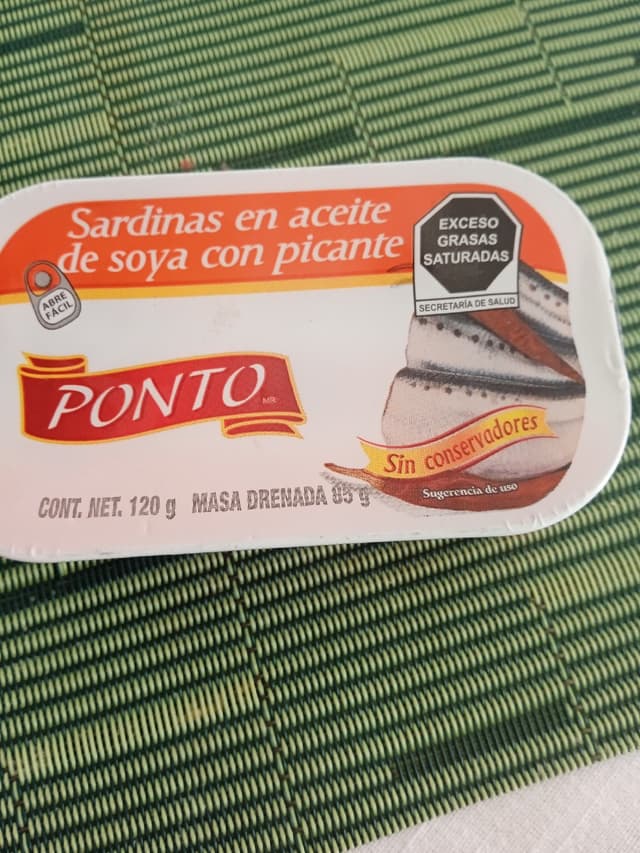 Sardinas en aceite
de soya con picante
EXCESO
GRASAS
SATURADAS
SECRETARÍA DE SALUD
ABRE
FÁCIL
PONTO
MR
Sin conservadores
Sugerencia de uso
CONT. NET. 120 g MASA DRENADA 85 g